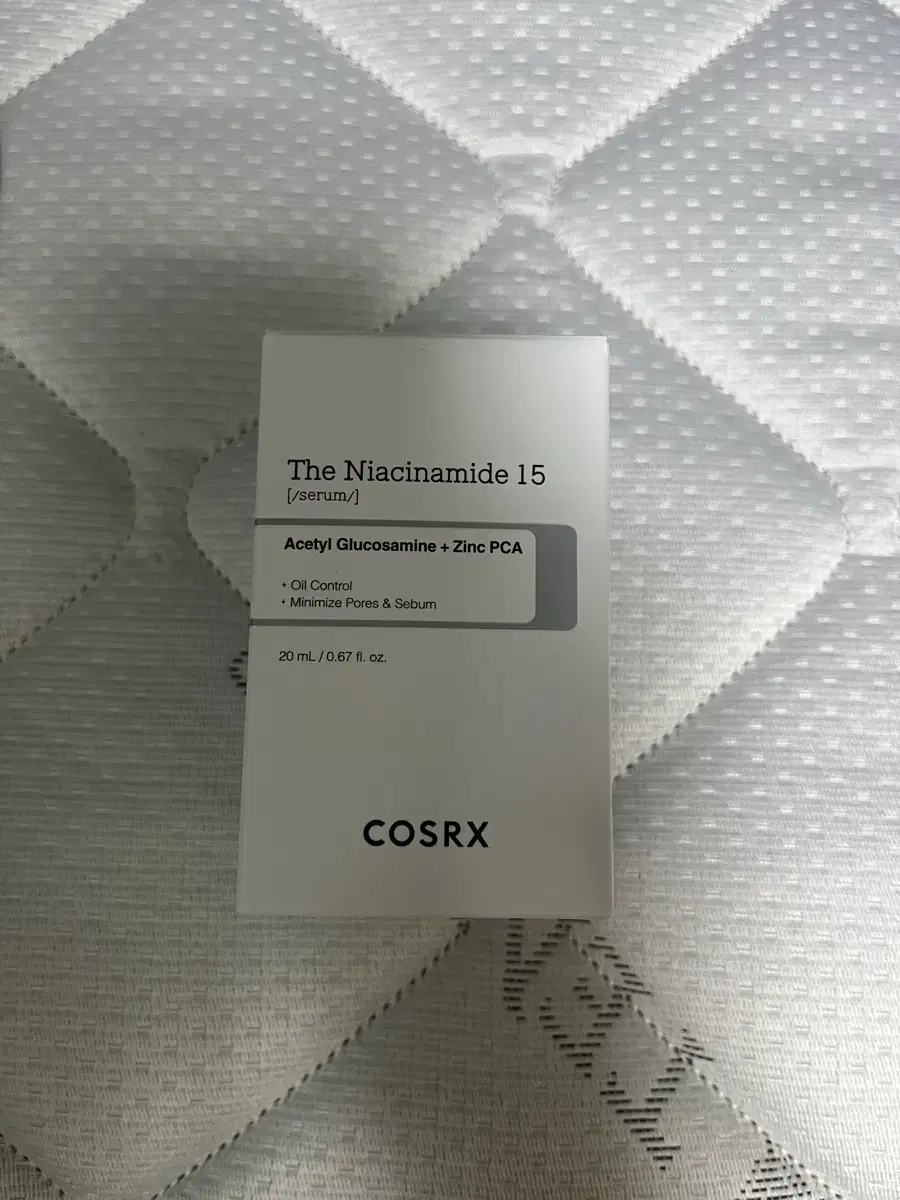 The Niacinamide 15
[/serum/]
Acetyl Glucosamine + Zinc PCA
+ Oil Control
+ Minimize Pores & Sebum
20 mL / 0.67 fl. oz.
COSRX